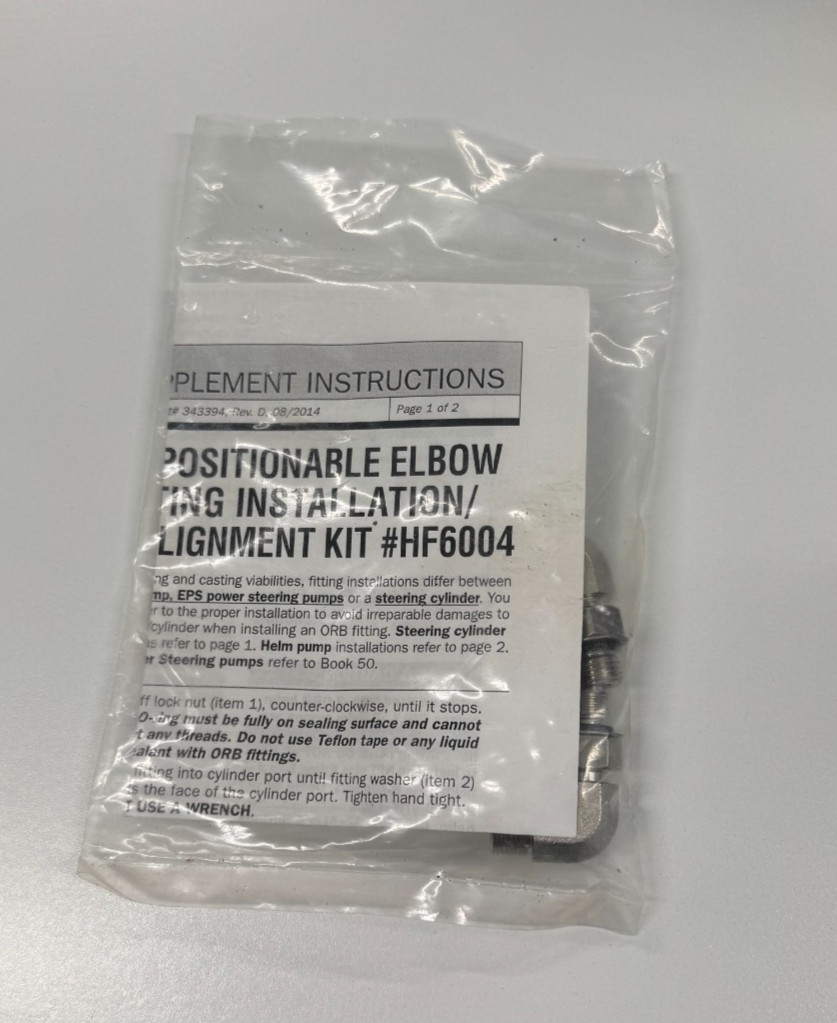 PPLEMENT INSTRUCTIONS
t# 343394, Rev. D, 08/2014
Page 1 of 2
POSITIONABLE ELBOW
TING INSTALLATION/
LIGNMENT KIT #HF6004
ng and casting viabilities, fitting installations differ between
mp, EPS power steering pumps or a steering cylinder. You
er to the proper installation to avoid irreparable damages to
cylinder when installing an ORB fitting. Steering cylinder
ns refer to page 1. Helm pump installations refer to page 2.
er Steering pumps refer to Book 50.
ff lock nut (item 1), counter-clockwise, until it stops.
O-ring must be fully on sealing surface and cannot
t any threads. Do not use Teflon tape or any liquid
alant with ORB fittings.
fitting into cylinder port until fitting washer (item 2)
s the face of the cylinder port. Tighten hand tight.
T USE A WRENCH.